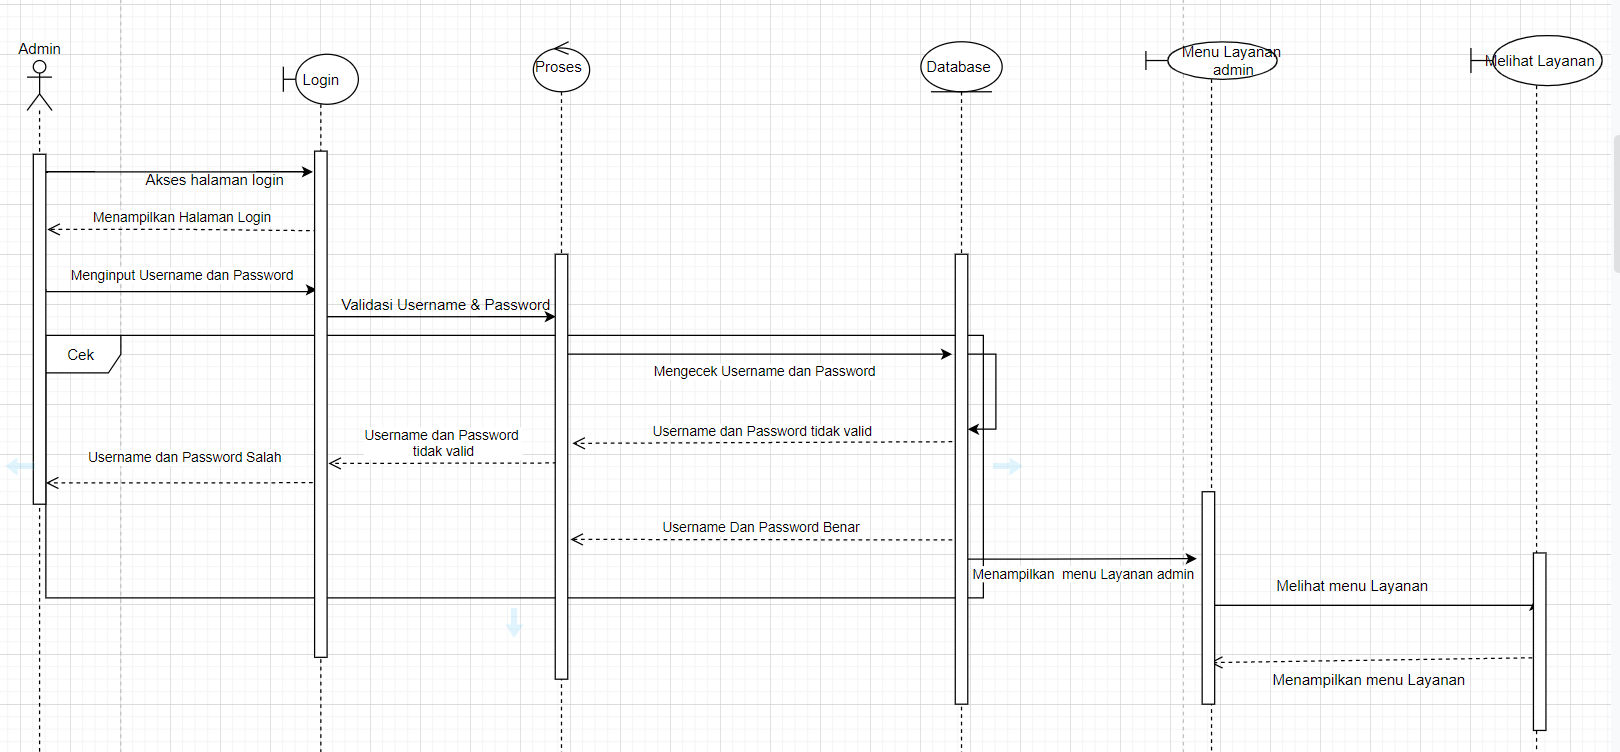 Admin
Login
Proses
Database
Menu Layanan
admin
Melihat Layanan
Akses halaman login
Menampilkan Halaman Login
Menginput Username dan Password
Validasi Username & Password
Cek
Mengecek Username dan Password
Username dan Password tidak valid
Username dan Password
tidak valid
Username dan Password Salah
Username Dan Password Benar
Menampilkan menu Layanan admin
Melihat menu Layanan
Menampilkan menu Layanan